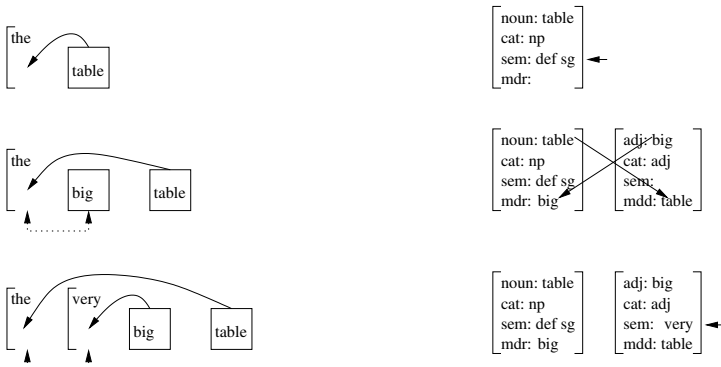 the
table
noun: table
cat: np
sem: def sg
mdr:
the
big
table
noun: table
cat: np
sem: def sg
mdr: big
adj: big
cat: adj
sem:
mdd: table
the
very
big
table
noun: table
cat: np
sem: def sg
mdr: big
adj: big
cat: adj
sem: very
mdd: table